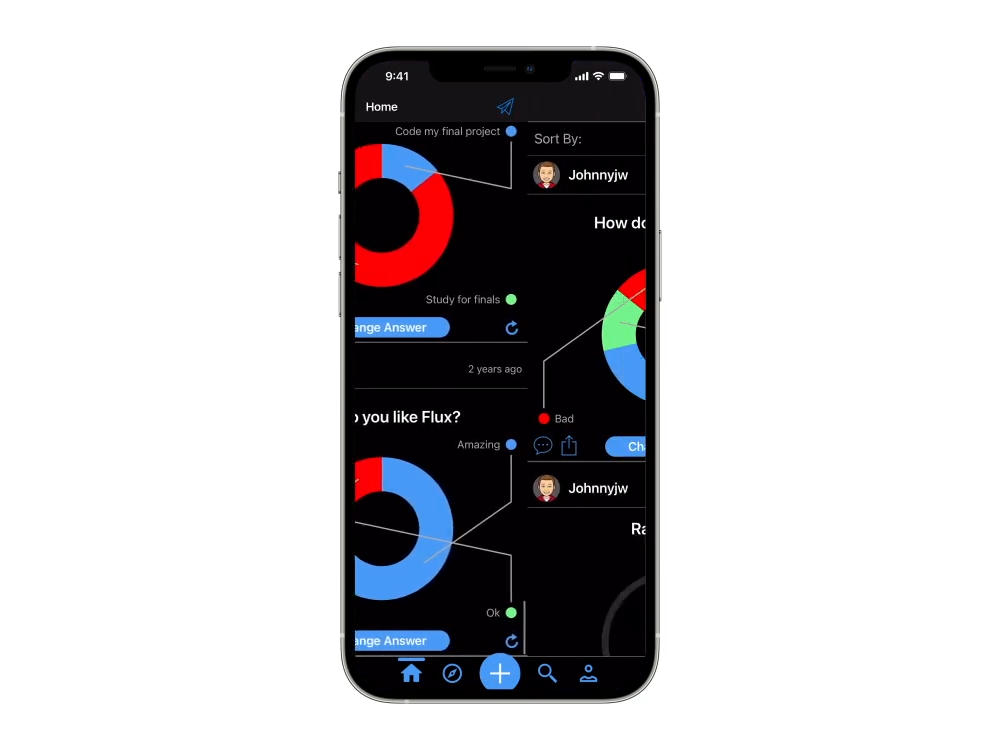 9:41
Home
Code my final project
Study for finals
ange Answer
2 years ago
you like Flux?
Amazing
Ok
ange Answer
Sort By:
Johnnyjw
How do
Bad
Ch
Johnnyjw
Ra